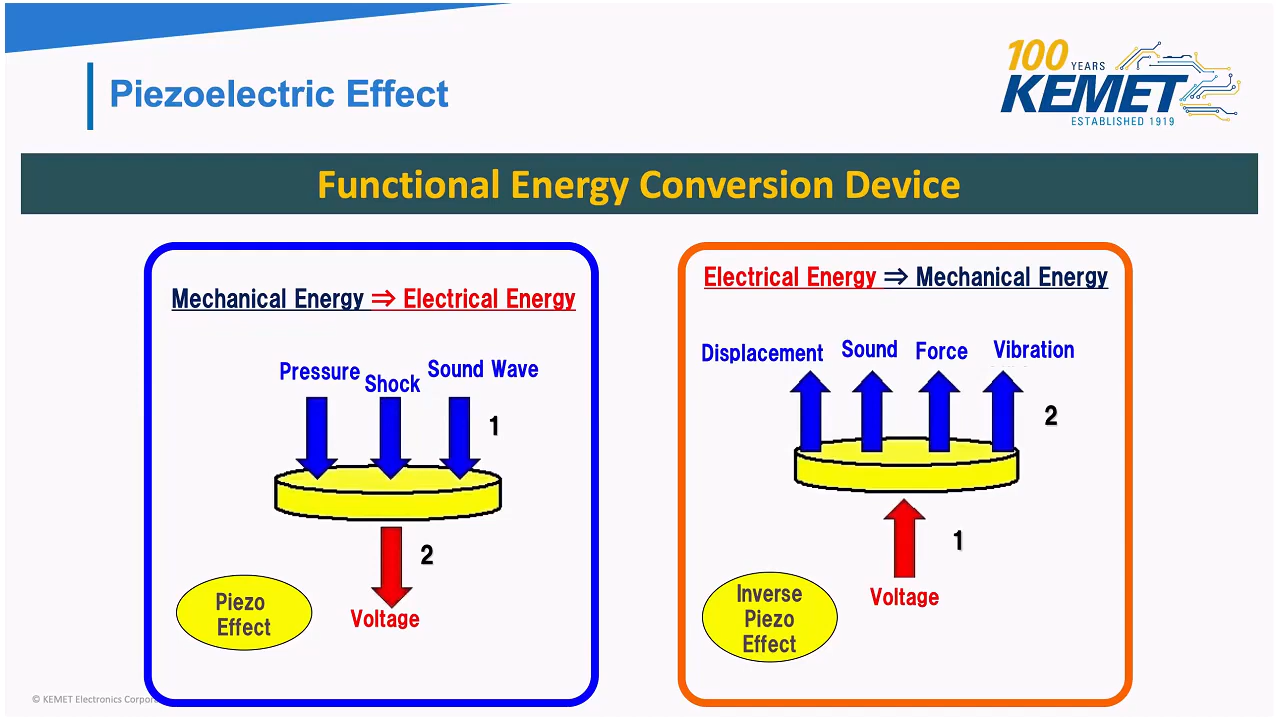 Piezoelectric Effect
100 YEARS
KEMET
ESTABLISHED 1919
Functional Energy Conversion Device
Mechanical Energy ⇒ Electrical Energy
Pressure
Shock
Sound Wave
1
2
Piezo
Effect
Voltage
Electrical Energy ⇒ Mechanical Energy
Displacement
Sound
Force
Vibration
2
1
Inverse
Piezo
Effect
Voltage
© KEMET Electronics